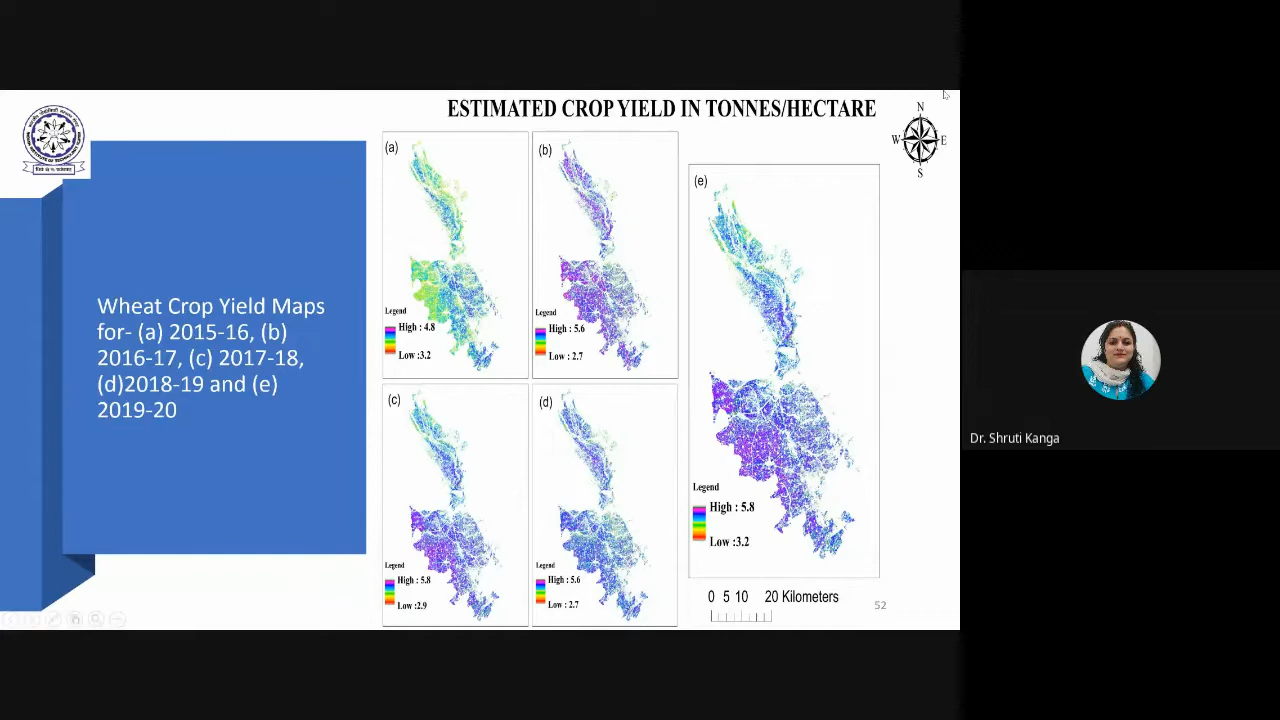 ESTIMATED CROP YIELD IN TONNES/HECTARE
N
W E
S
Wheat Crop Yield Maps
for- (a) 2015-16, (b)
2016-17, (c) 2017-18,
(d)2018-19 and (e)
2019-20
(a)
Legend
High : 4.8
Low :3.2
(b)
Legend
High : 5.6
Low : 2.7
(c)
Legend
High : 5.8
Low :2.9
(d)
Legend
High : 5.6
Low : 2.7
(e)
Legend
High : 5.8
Low :3.2
0 5 10 20 Kilometers
52
Dr. Shruti Kanga